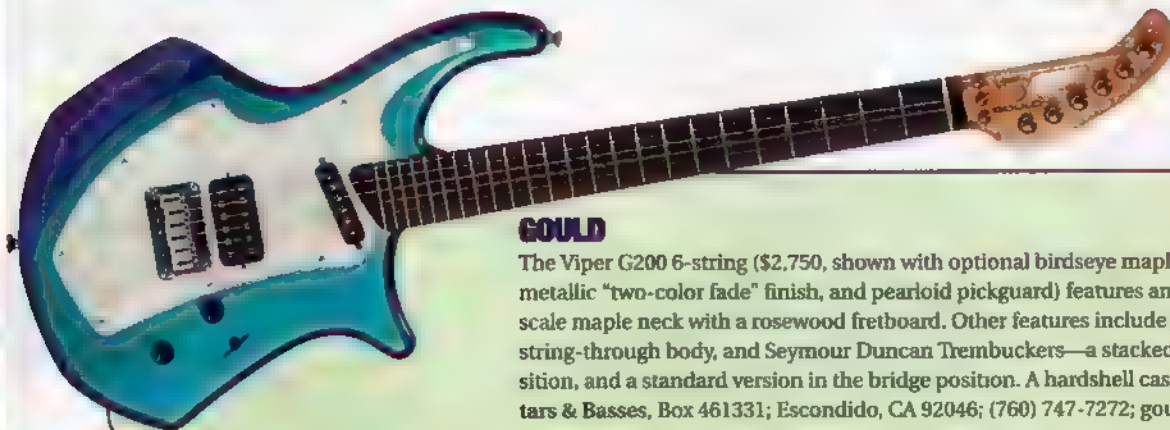 GOULD
The Viper G200 6-string ($2,750, shown with optional birdseye mapl
metallic "two-color fade" finish, and pearloid pickguard) features an
scale maple neck with a rosewood fretboard. Other features include
string-through body, and Seymour Duncan Trembuckers—a stacked
sition, and a standard version in the bridge position. A hardshell cas
tars & Basses, Box 461331; Escondido, CA 92046; (760) 747-7272; gou